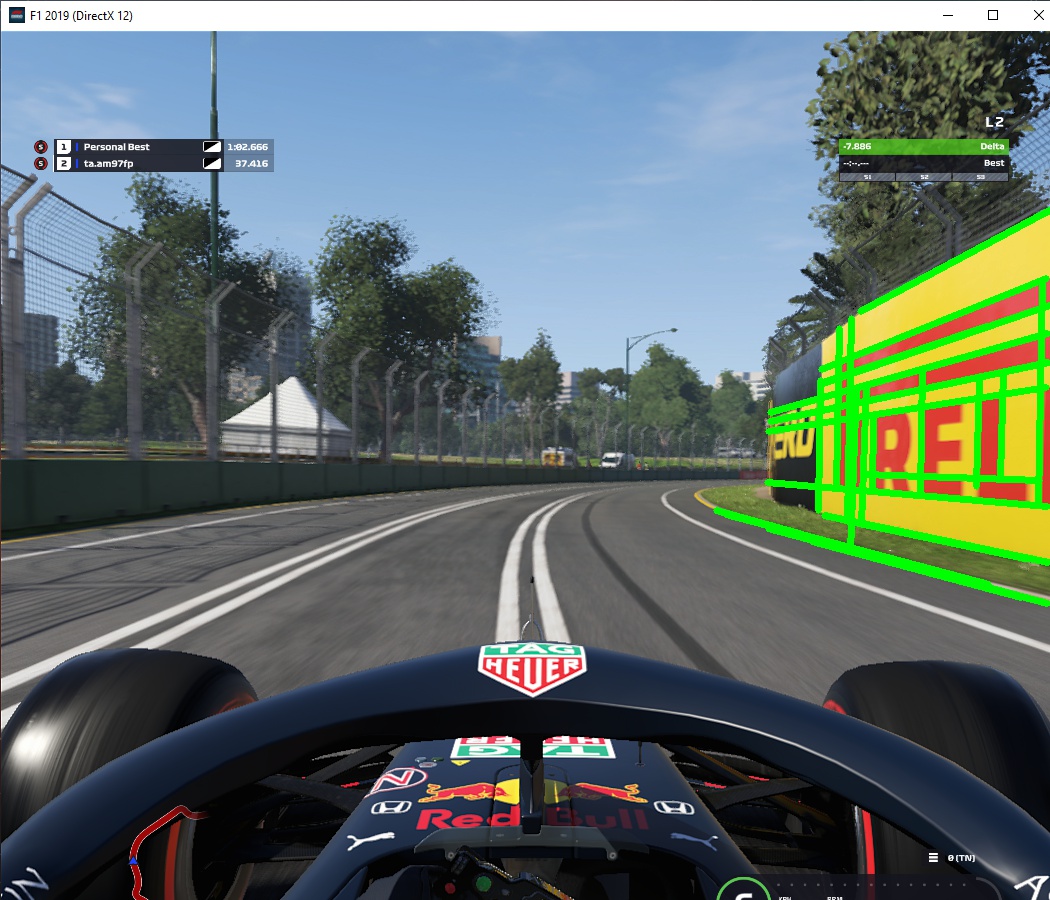 F1 2019 (DirectX 12)
L2
S 1 Personal Best 1:02.666
S 2 ta.am97fp 37.416
-7.886 Delta
--:--.--- Best
S1 S2 S3
TAG
HEUER
TAG
Red Bull
0 (TN)